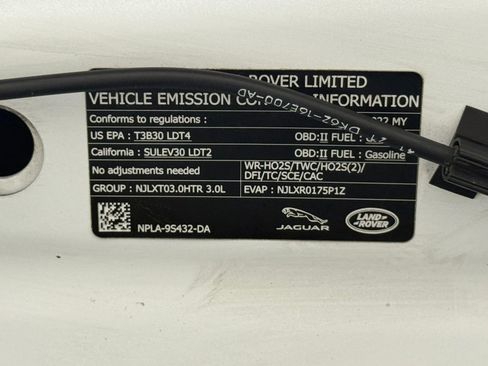 ROVER LIMITED
VEHICLE EMISSION INFORMATION
Conforms to regulations : MY
US EPA : T3B30 LDT4 OBD:II FUEL :
California : SULEV30 LDT2 OBD:II FUEL : Gasoline
No adjustments needed. WR-HO2S/TWC/HO2S(2)/
DFI/TC/SCE/CAC
GROUP : NJLXT03.0HTR 3.0L EVAP : NJLXR0175P1Z
NPLA-9S432-DA
JAGUAR
LAND-
ROVER